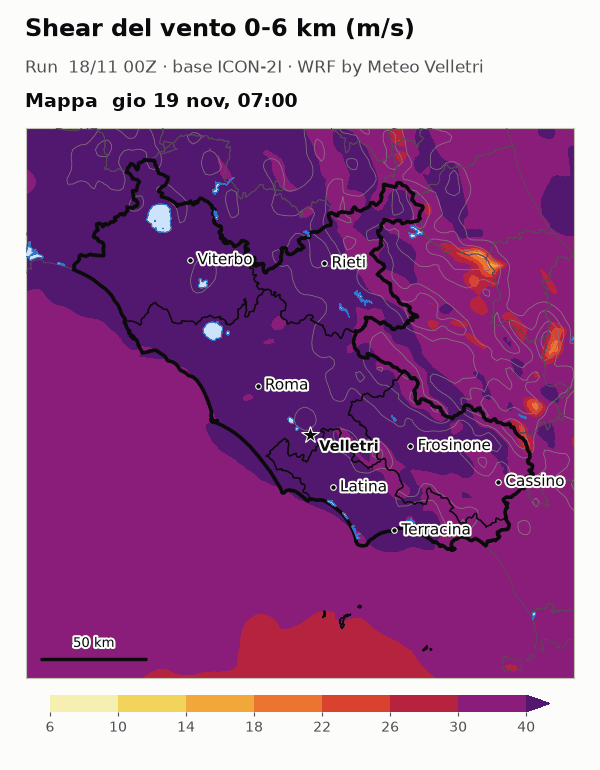 Shear del vento 0-6 km (m/s)
Run 18/11 00Z · base ICON-2I · WRF by Meteo Velletri
Mappa gio 19 nov, 07:00
Viterbo
Rieti
Roma
Velletri
Frosinone
Latina
Cassino
Terracina
50 km
6 10 14 18 22 26 30 40